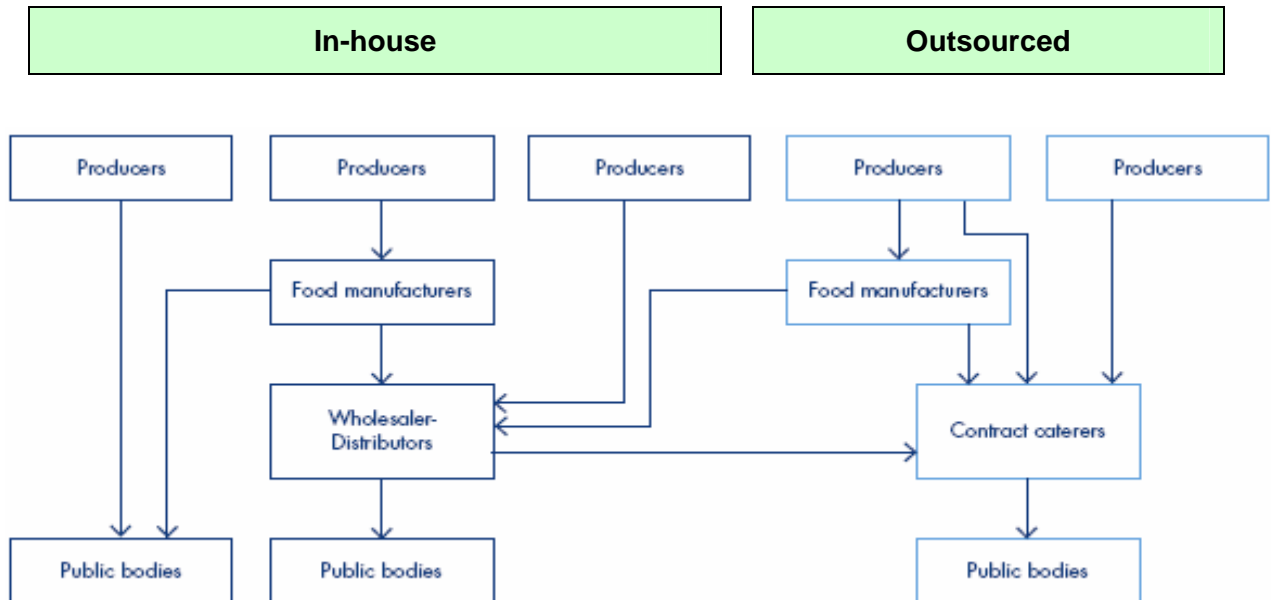 In-house
Outsourced
Producers
Producers
Producers
Producers
Producers
Food manufacturers
Food manufacturers
Wholesaler-
Distributors
Contract caterers
Public bodies
Public bodies
Public bodies